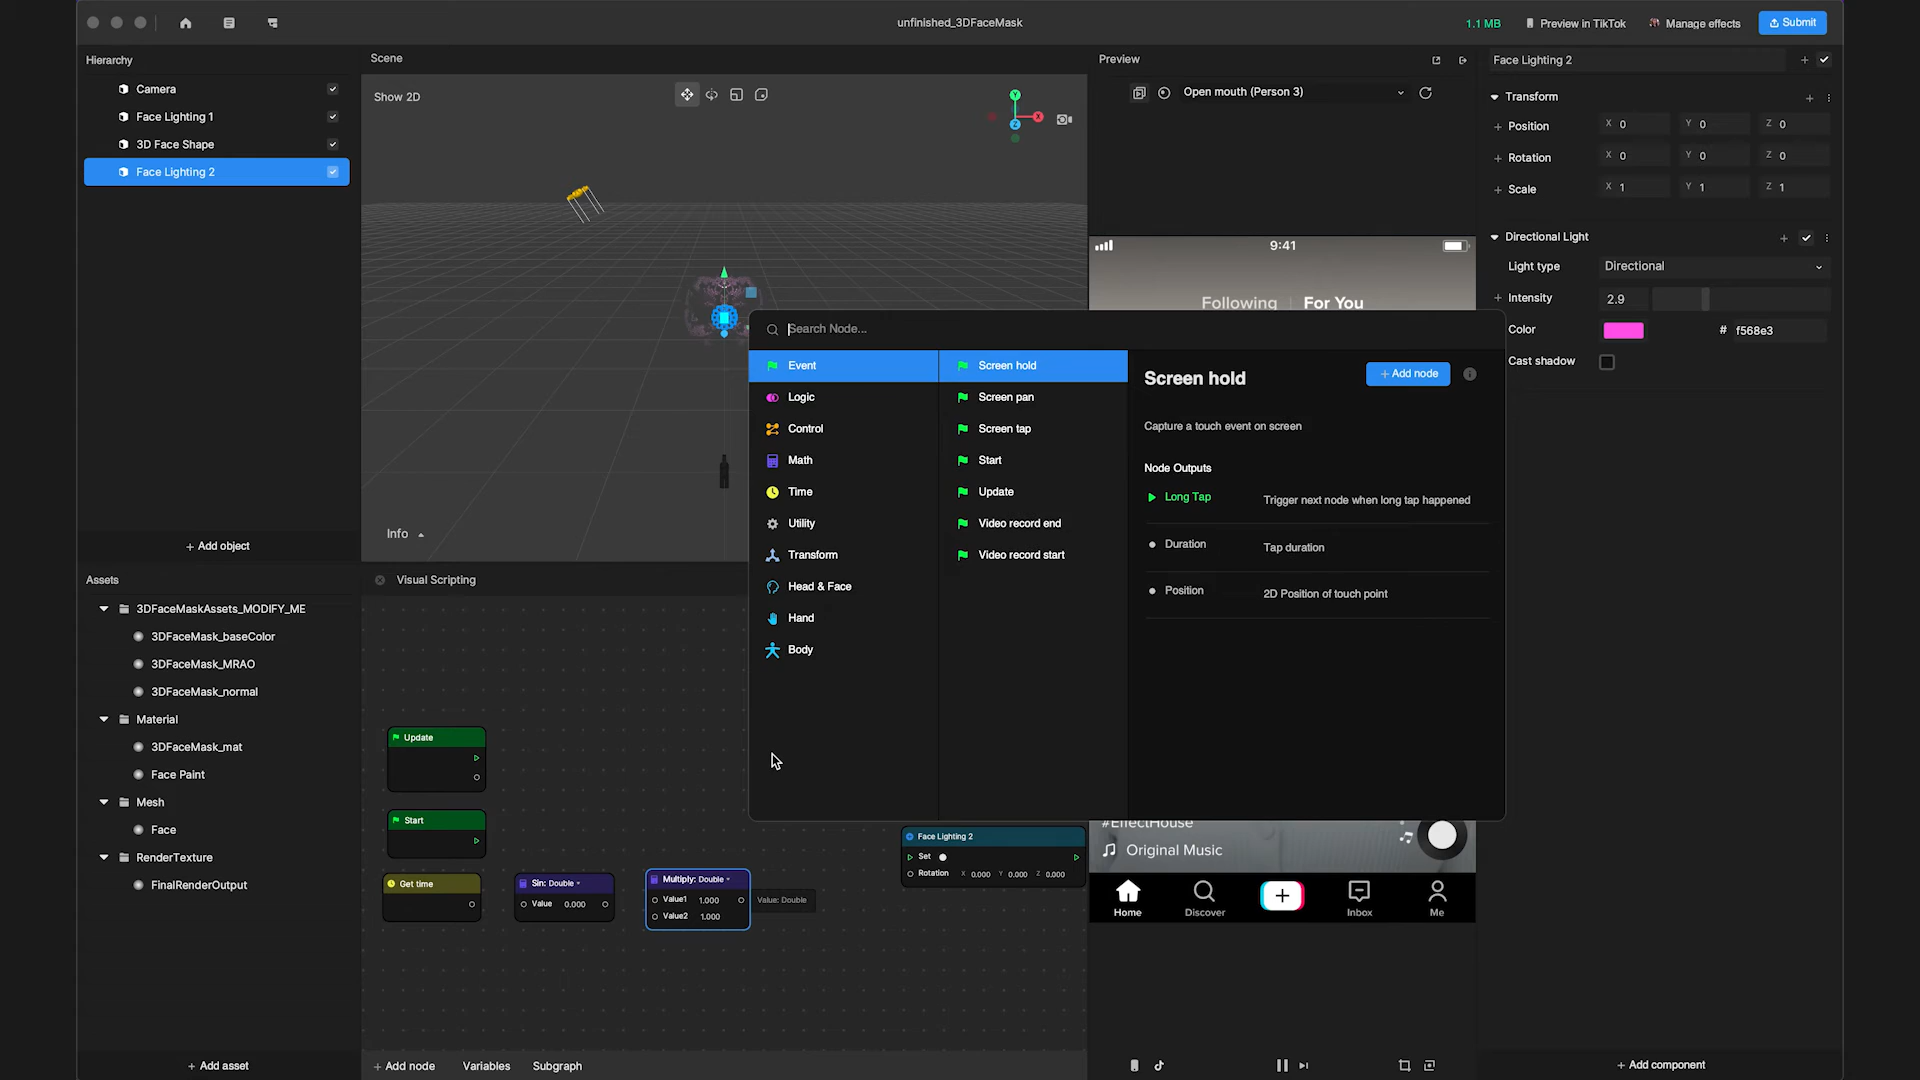 unfinished_3DFaceMask
1.1 MB
Preview in TikTok
Manage effects
Submit
Hierarchy
Camera
Face Lighting 1
3D Face Shape
Face Lighting 2
+ Add object
Scene
Show 2D
Y
X
Z
Info
Preview
Open mouth (Person 3)
9:41
Following
For You
Face Lighting 2
Transform
Position
X 0
Y 0
Z 0
Rotation
X 0
Y 0
Z 0
Scale
X 1
Y 1
Z 1
Directional Light
Light type
Directional
Intensity
2.9
Color
# f568e3
Cast shadow
Search Node...
Event
Logic
Control
Math
Time
Utility
Transform
Head & Face
Hand
Body
Screen hold
Screen pan
Screen tap
Start
Update
Video record end
Video record start
Screen hold
+ Add node
Capture a touch event on screen
Node Outputs
Long Tap
Trigger next node when long tap happened
Duration
Tap duration
Position
2D Position of touch point
Assets
3DFaceMaskAssets_MODIFY_ME
3DFaceMask_baseColor
3DFaceMask_MRAO
3DFaceMask_normal
Material
3DFaceMask_mat
Face Paint
Mesh
Face
RenderTexture
FinalRenderOutput
+ Add asset
Visual Scripting
Update
Start
Get time
Sin: Double
Value 0.000
Multiply: Double
Value1 1.000
Value2 1.000
Value: Double
Face Lighting 2
Set
Rotation X 0.000 Y 0.000 Z 0.000
+ Add node
Variables
Subgraph
#EffectHouse
Original Music
Home
Discover
Inbox
Me
+ Add component